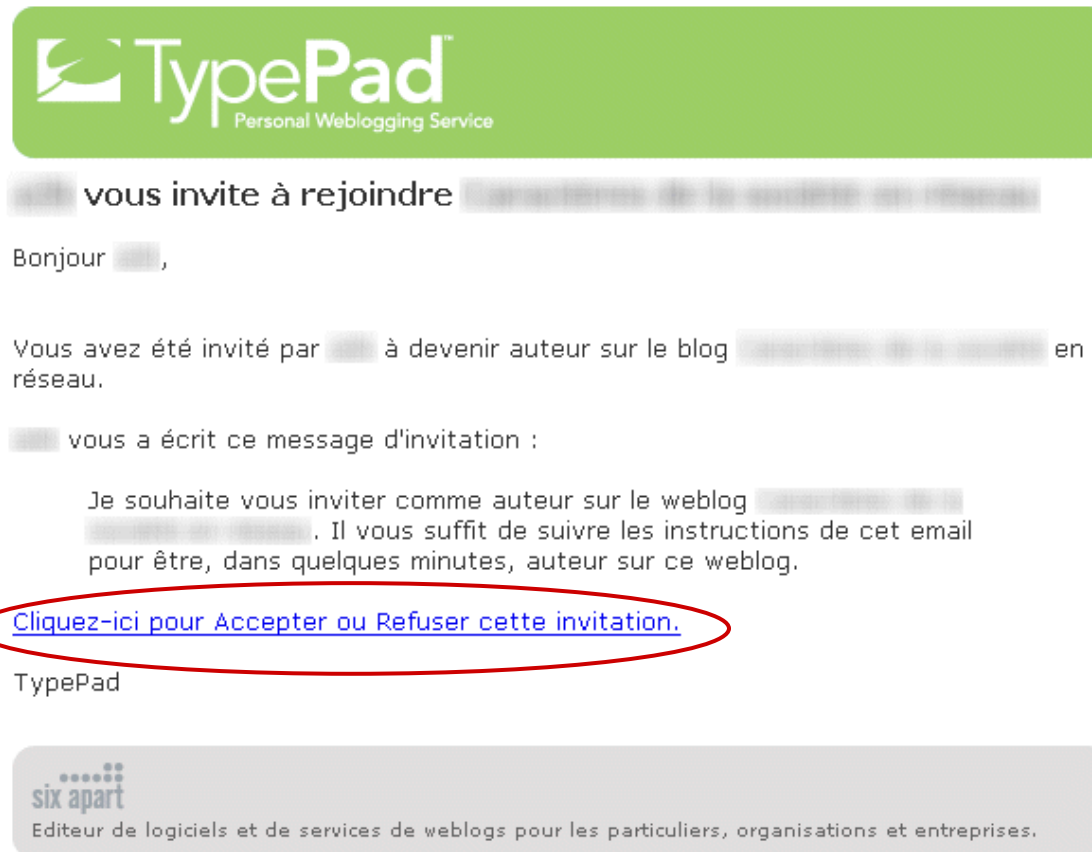 TypePad™
Personal Weblogging Service
vous invite à rejoindre
Bonjour ,
Vous avez été invité par à devenir auteur sur le blog en
réseau.
vous a écrit ce message d'invitation :
Je souhaite vous inviter comme auteur sur le weblog
. Il vous suffit de suivre les instructions de cet email
pour être, dans quelques minutes, auteur sur ce weblog.
Cliquez-ici pour Accepter ou Refuser cette invitation.
TypePad
six apart
Editeur de logiciels et de services de weblogs pour les particuliers, organisations et entreprises.